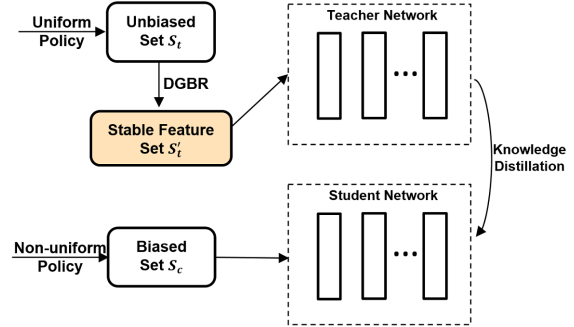 Uniform
Policy
Unbiased
Set S_t
DGBR
Stable Feature
Set S'_t
Teacher Network
...
Knowledge
Distillation
Non-uniform
Policy
Biased
Set S_c
Student Network
...